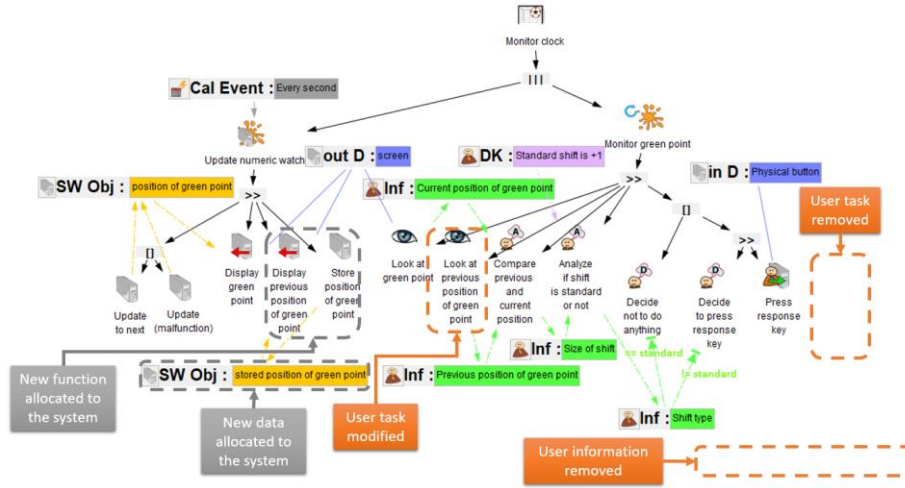 Monitor clock
|||
Cal Event : Every second
Update numeric watch
out D : screen
DK : Standard shift is +1
Monitor green point
SW Obj : position of green point
Inf : Current position of green point
in D : Physical button
>>
>>
[]
User task
removed
[]
>>
Display
green
point
Display
previous
position
of green
point
Store
position
of green
point
Look at
green point
Look at
previous
position
of green
point
Compare
previous
and
current
position
Analyze
if shift
is standard
or not
Decide
not to do
anything
Decide
to press
response
key
Press
response
key
Update
to next
Update
(malfunction)
Inf : Size of shift
== standard
!= standard
New function
allocated to
the system
SW Obj : stored position of green point
Inf : Previous position of green point
New data
allocated to
the system
User task
modified
Inf : Shift type
User information
removed
A
A
D
D